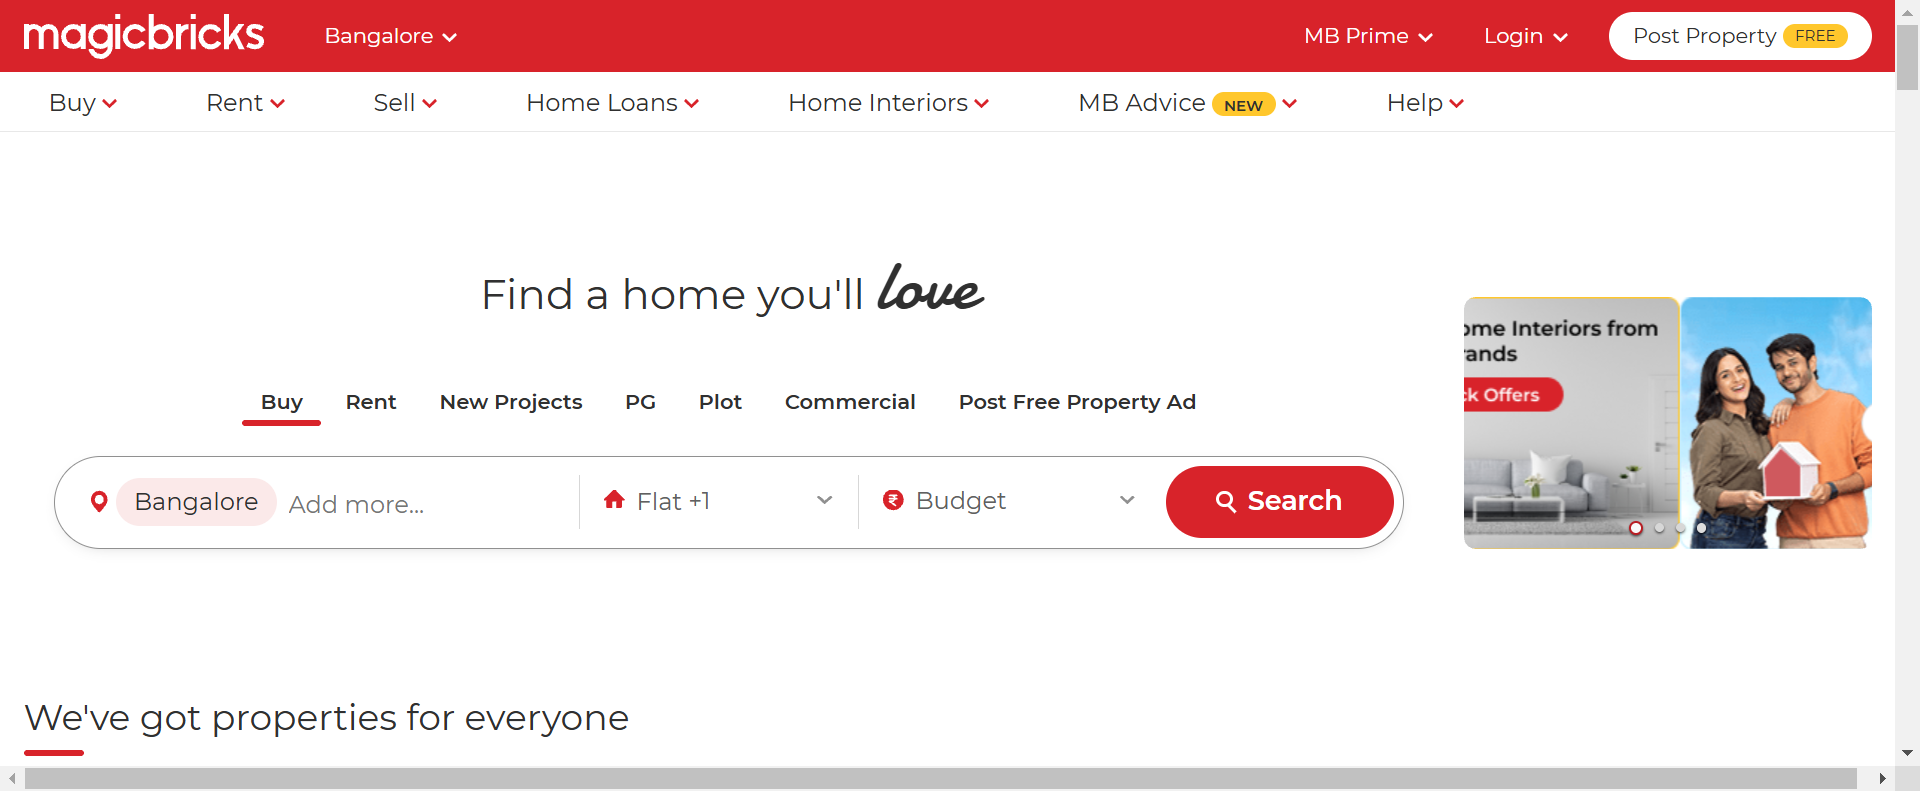 magicbricks
Bangalore
MB Prime
Login
Post Property FREE
Buy
Rent
Sell
Home Loans
Home Interiors
MB Advice NEW
Help
Find a home you'll love
ome Interiors from
ands
ck Offers
Buy
Rent
New Projects
PG
Plot
Commercial
Post Free Property Ad
Bangalore
Add more...
Flat +1
Budget
Search
We've got properties for everyone